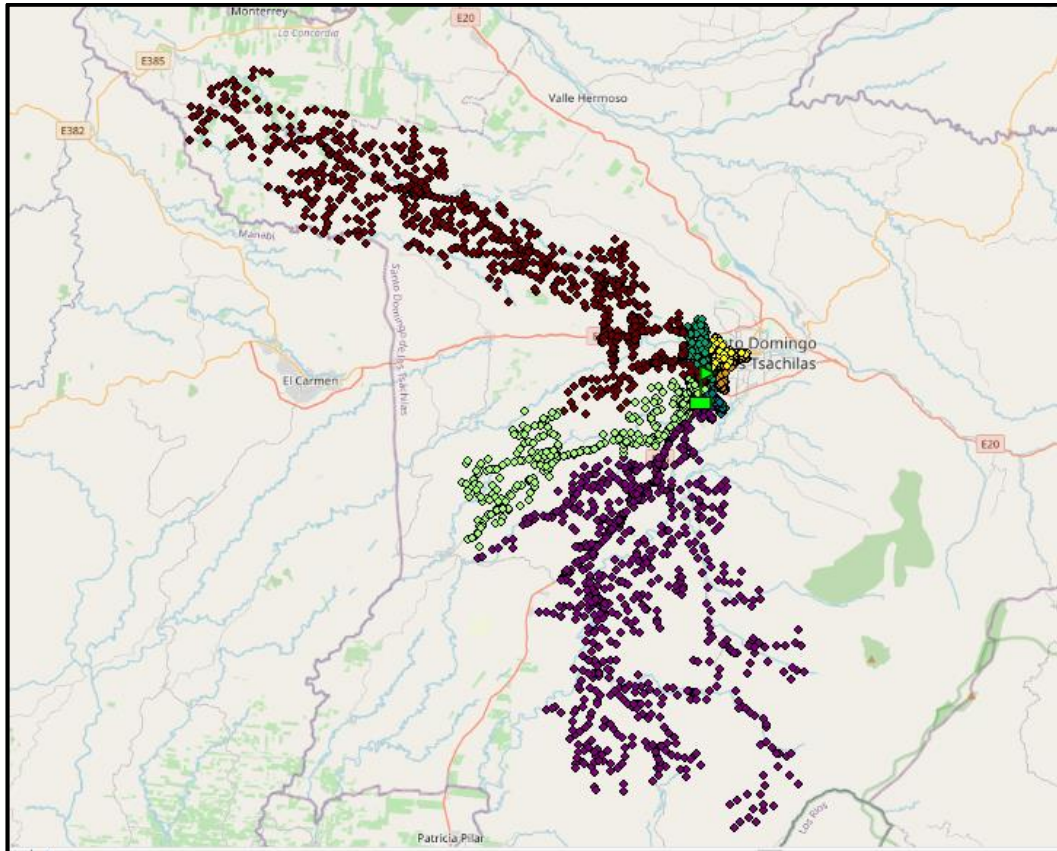 Monterrey
E20
La Concordia
E385
Valle Hermoso
E382
Manabí
Santo Domingo de los Tsáchilas
nto Domingo
s Tsáchilas
El Carmen
E20
Los Ríos
Patricia Pilar